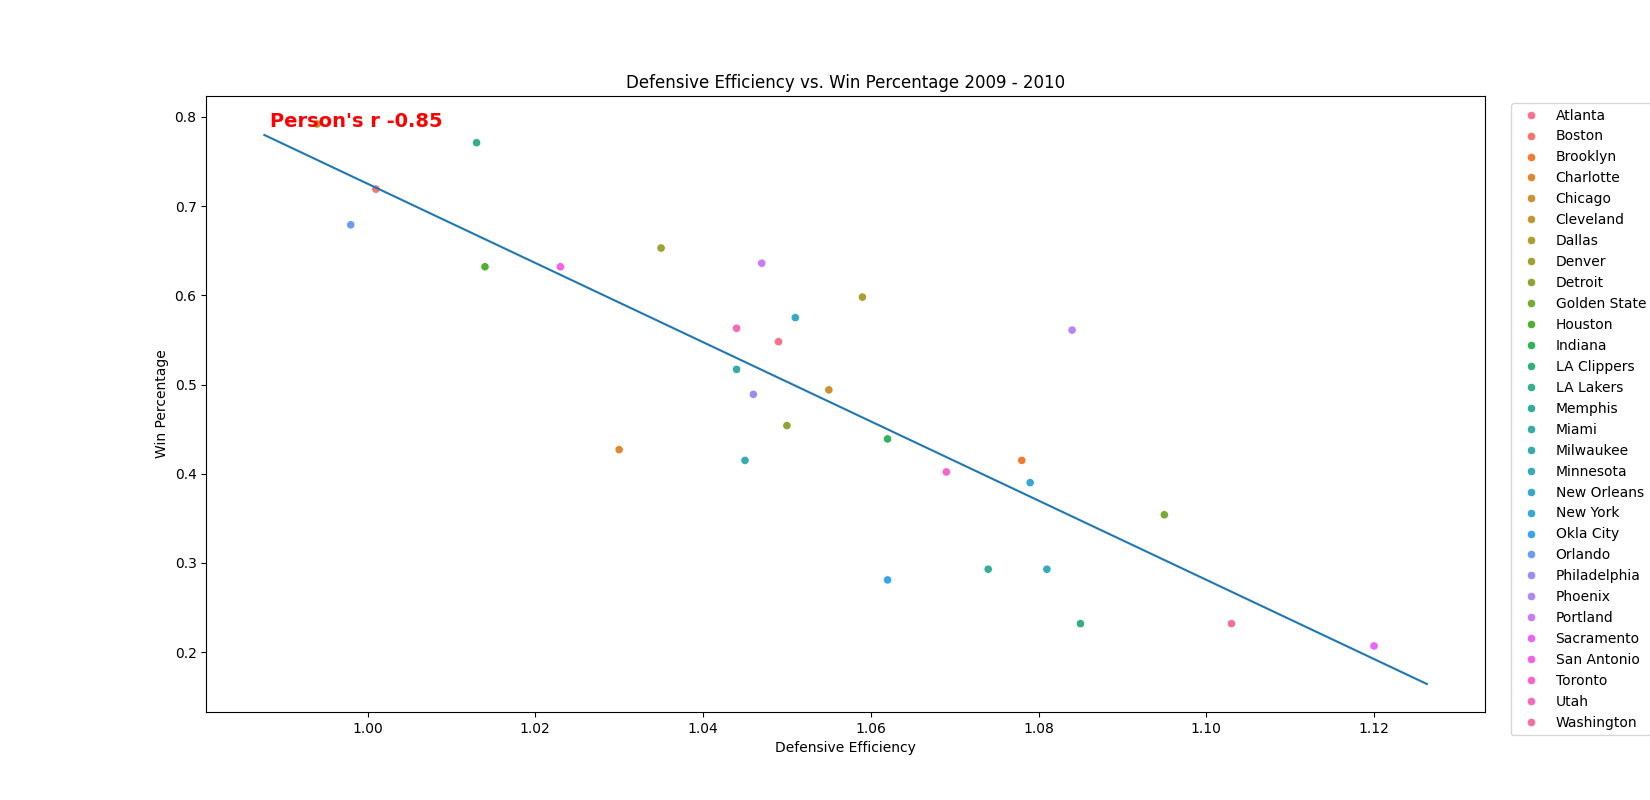 Defensive Efficiency vs. Win Percentage 2009 - 2010
Person's r -0.85
0.8
0.7
0.6
0.5
0.4
0.3
0.2
Win Percentage
1.00
1.02
1.04
1.06
1.08
1.10
1.12
Defensive Efficiency
Atlanta
Boston
Brooklyn
Charlotte
Chicago
Cleveland
Dallas
Denver
Detroit
Golden State
Houston
Indiana
LA Clippers
LA Lakers
Memphis
Miami
Milwaukee
Minnesota
New Orleans
New York
Okla City
Orlando
Philadelphia
Phoenix
Portland
Sacramento
San Antonio
Toronto
Utah
Washington